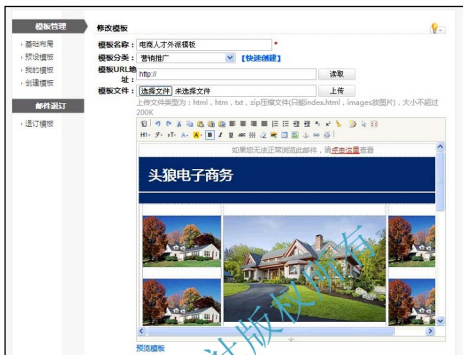 模板管理
基础布局
预设模板
我的模板
创建模板
邮件退订
退订模板
修改模板
模板名称： 电商人才外派模板 *
模板分类： 营销推广 【快速创建】
模板URL地址： http:// 读取
模板文件： 选择文件 未选择文件 上传
上传文件类型为：html，htm，txt，zip压缩文件(只能index.html，images放图片)，大小不超过
200K
如果您无法正常浏览此邮件，请点击这里查看
头狼电子商务
版权所有
预览模板